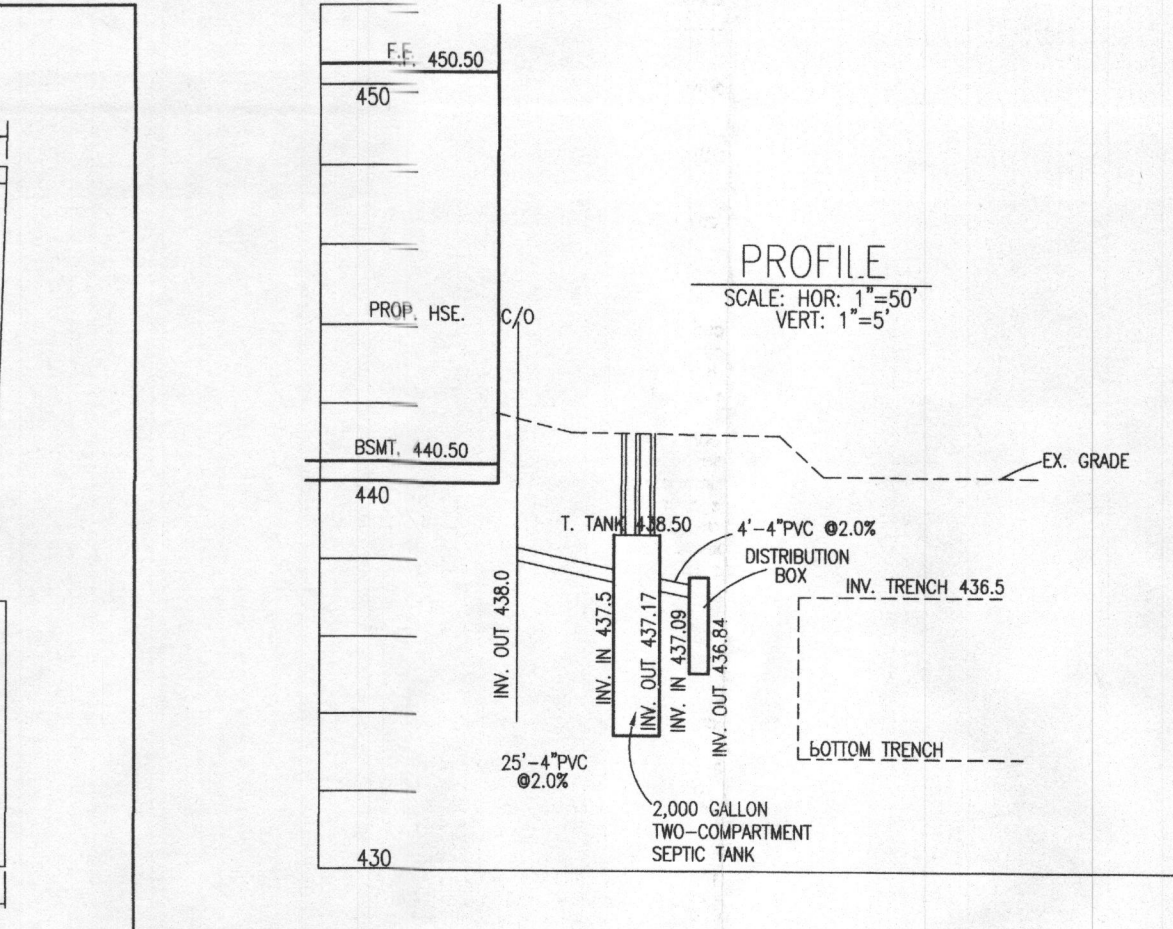 F.F. 450.50
450
PROFILE
SCALE: HOR: 1"=50'
VERT: 1"=5'
PROP. HSE.
C/O
BSMT. 440.50
440
EX. GRADE
T. TANK 438.50
4'-4"PVC @2.0%
DISTRIBUTION
BOX
INV. TRENCH 436.5
INV. OUT 438.0
INV. IN 437.5
INV. OUT 437.17
INV. IN 437.09
INV. OUT 436.84
BOTTOM TRENCH
25'-4"PVC
@2.0%
2,000 GALLON
TWO-COMPARTMENT
SEPTIC TANK
430